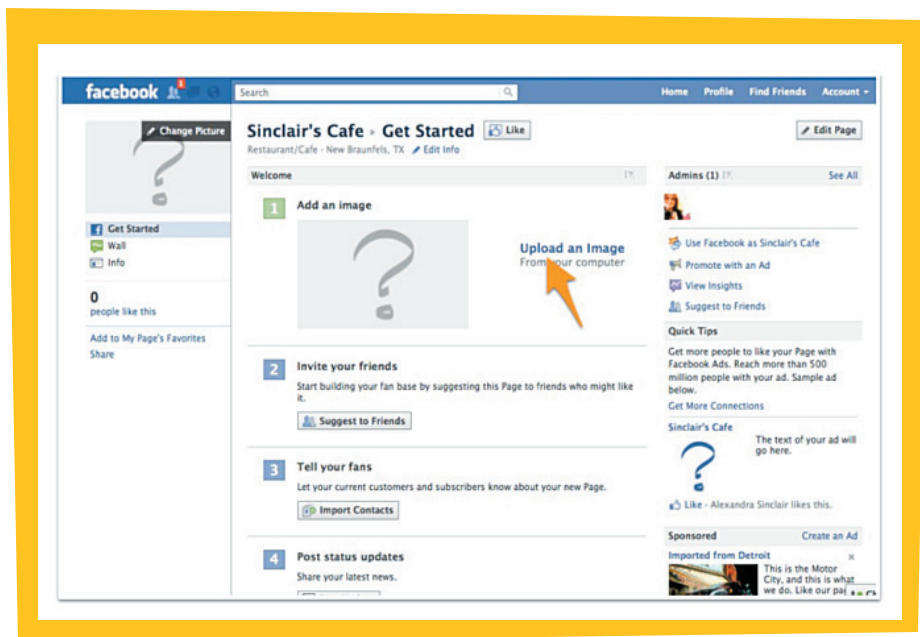 facebook 1
Search
Home Profile Find Friends Account
Change Picture
Sinclair's Cafe ▸ Get Started Like
Edit Page
Restaurant/Cafe · New Braunfels, TX Edit Info
Get Started
Wall
Info
0
people like this
Add to My Page's Favorites
Share
Welcome [?]
1 Add an image
?
Upload an Image
From your computer
2 Invite your friends
Start building your fan base by suggesting this Page to friends who might like
it.
Suggest to Friends
3 Tell your fans
Let your current customers and subscribers know about your new Page.
Import Contacts
4 Post status updates
Share your latest news.
Admins (1) [?] See All
Use Facebook as Sinclair's Cafe
Promote with an Ad
View Insights
Suggest to Friends
Quick Tips
Get more people to like your Page with
Facebook Ads. Reach more than 500
million people with your ad. Sample ad
below.
Get More Connections
Sinclair's Cafe
?
The text of your ad will
go here.
Like · Alexandra Sinclair likes this.
Sponsored Create an Ad
Imported from Detroit ×
This is the Motor
City, and this is what
we do. Like our